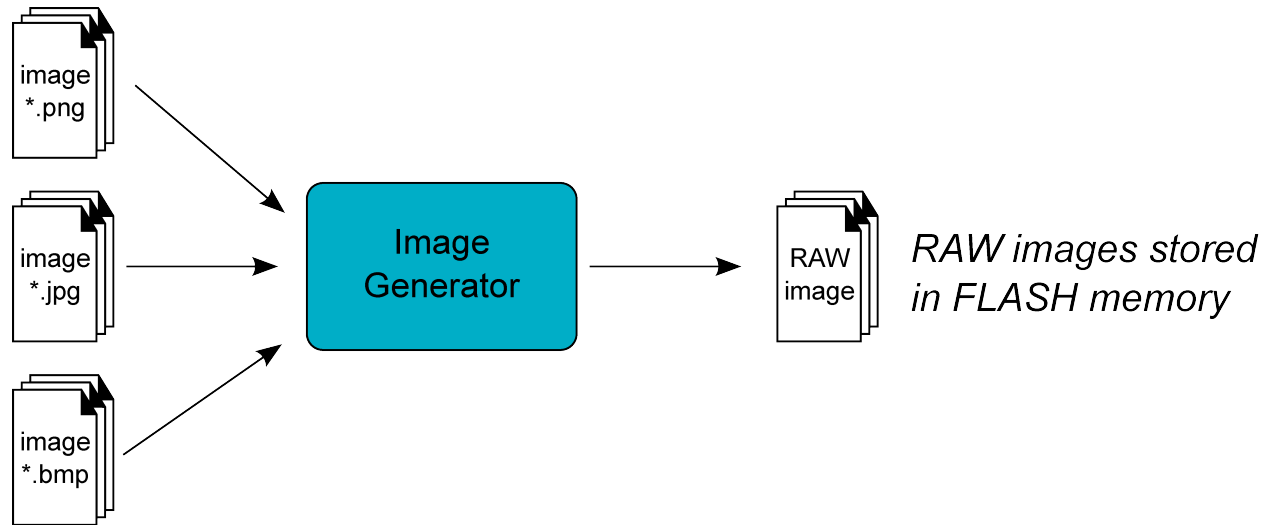 image
*.png
image
*.jpg
image
*.bmp
Image
Generator
RAW
image
RAW images stored
in FLASH memory